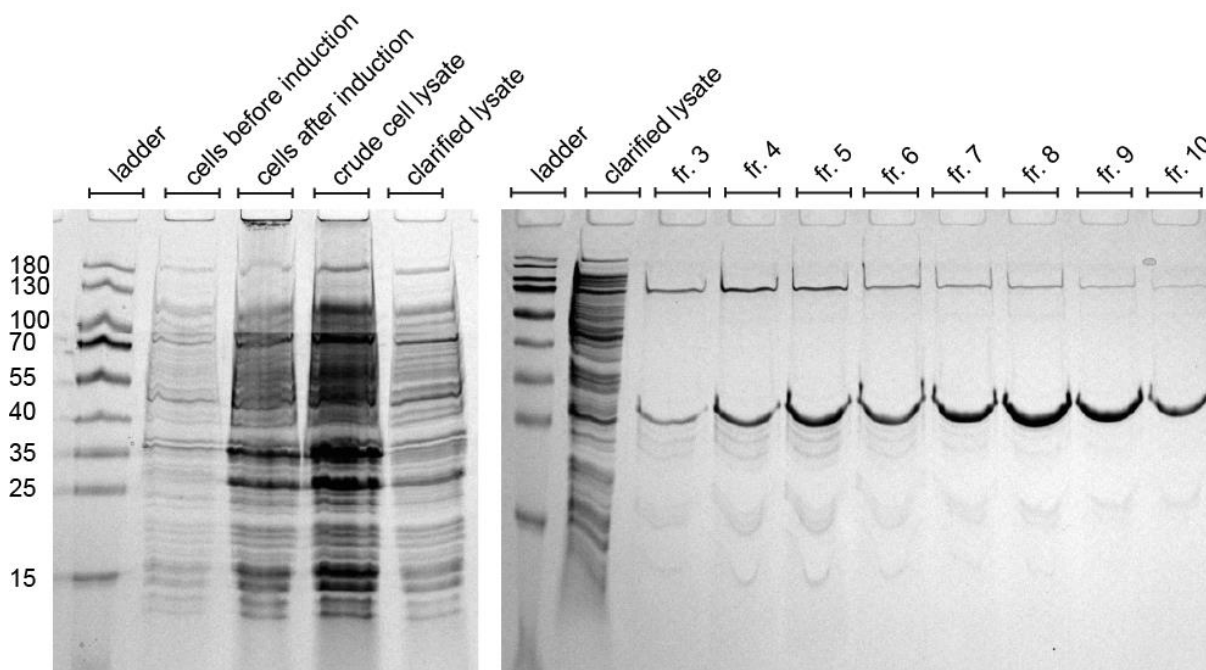 ladder
cells before induction
cells after induction
crude cell lysate
clarified lysate
ladder
clarified lysate
fr. 3
fr. 4
fr. 5
fr. 6
fr. 7
fr. 8
fr. 9
fr. 10
180
130
100
70
55
40
35
25
15